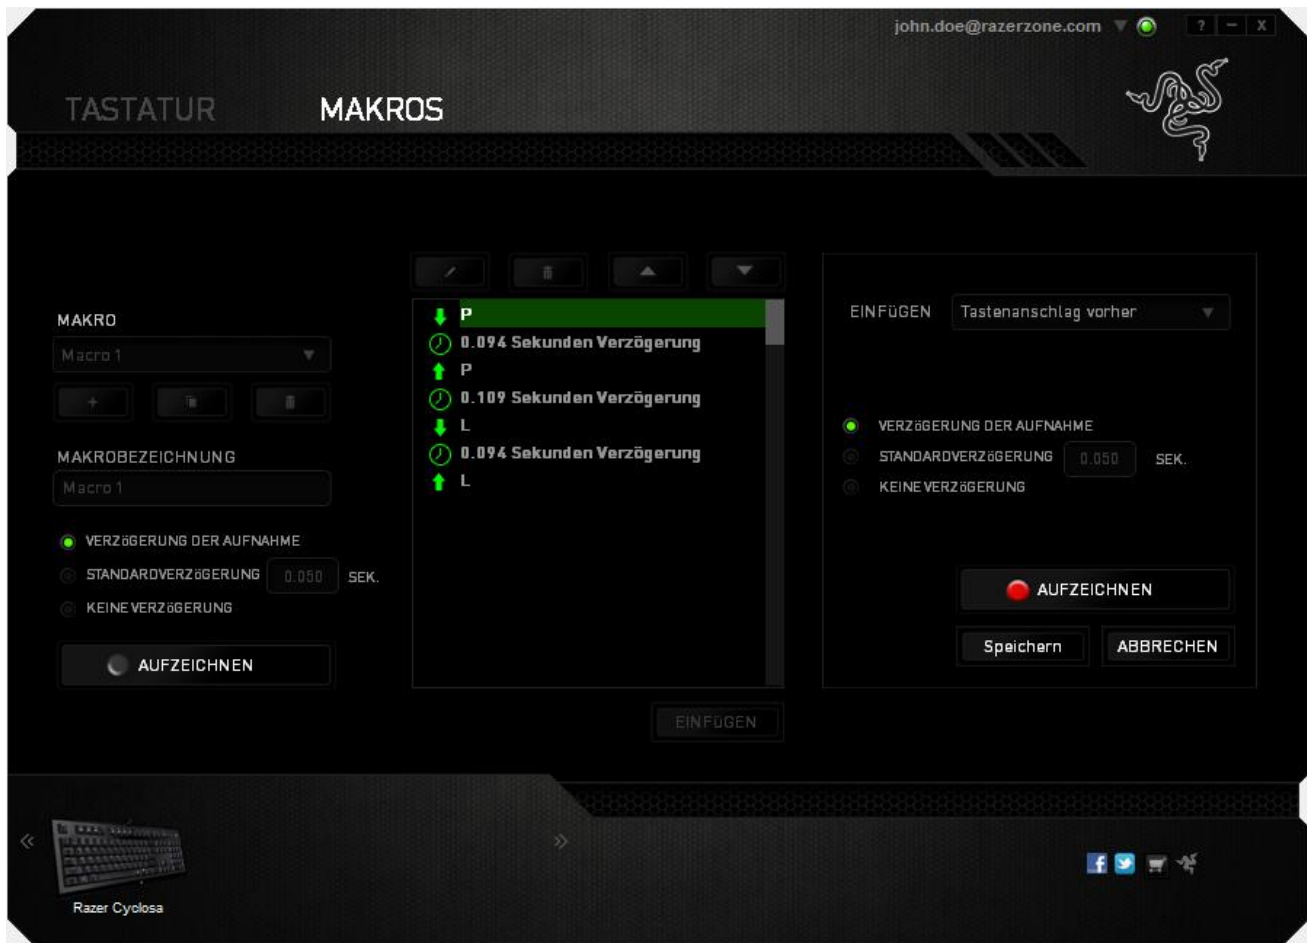 john.doe@razerzone.com
? – X
TASTATUR
MAKROS
MAKRO
Macro 1
MAKROBEZEICHNUNG
Macro 1
VERZöGERUNG DER AUFNAHME
STANDARDVERZöGERUNG 0.050 SEK.
KEINE VERZöGERUNG
AUFZEICHNEN
P
0.094 Sekunden Verzögerung
P
0.109 Sekunden Verzögerung
L
0.094 Sekunden Verzögerung
L
EINFüGEN
EINFüGEN Tastenanschlag vorher
VERZöGERUNG DER AUFNAHME
STANDARDVERZöGERUNG 0.050 SEK.
KEINE VERZöGERUNG
AUFZEICHNEN
Speichern
ABBRECHEN
Razer Cyclosa